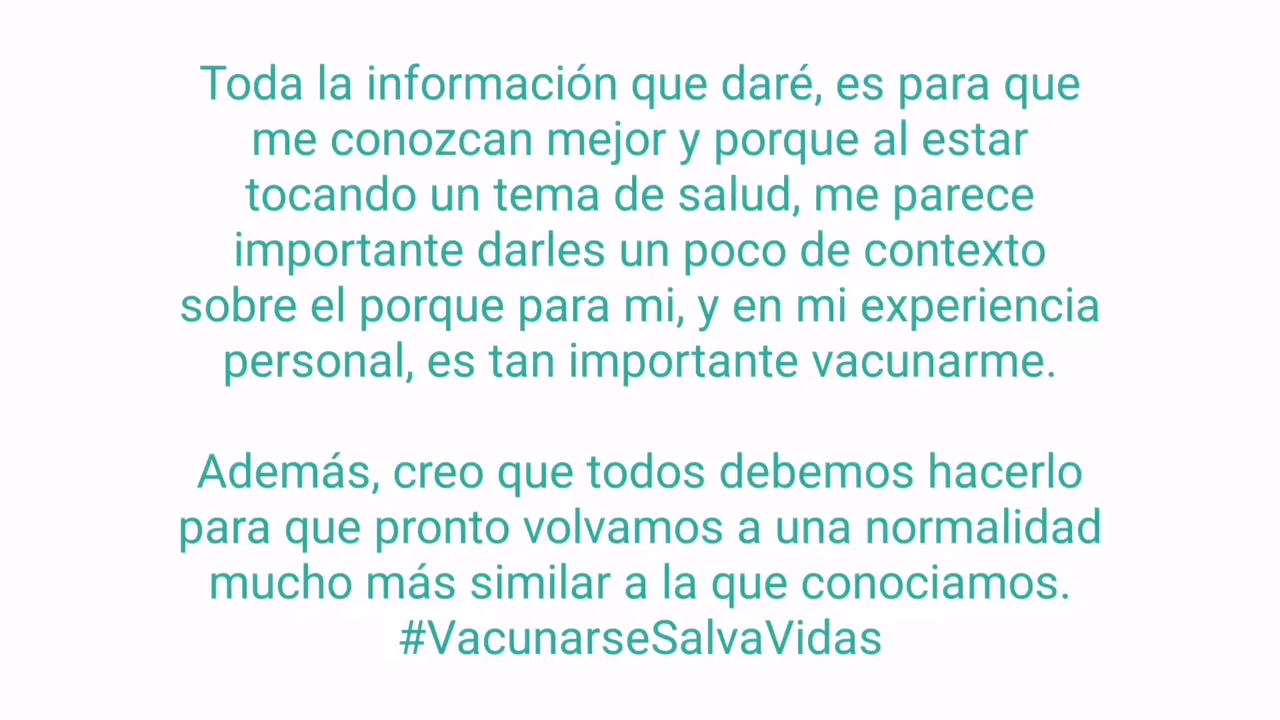 Toda la información que daré, es para que
me conozcan mejor y porque al estar
tocando un tema de salud, me parece
importante darles un poco de contexto
sobre el porque para mi, y en mi experiencia
personal, es tan importante vacunarme.
Además, creo que todos debemos hacerlo
para que pronto volvamos a una normalidad
mucho más similar a la que conociamos.
#VacunarseSalvaVidas